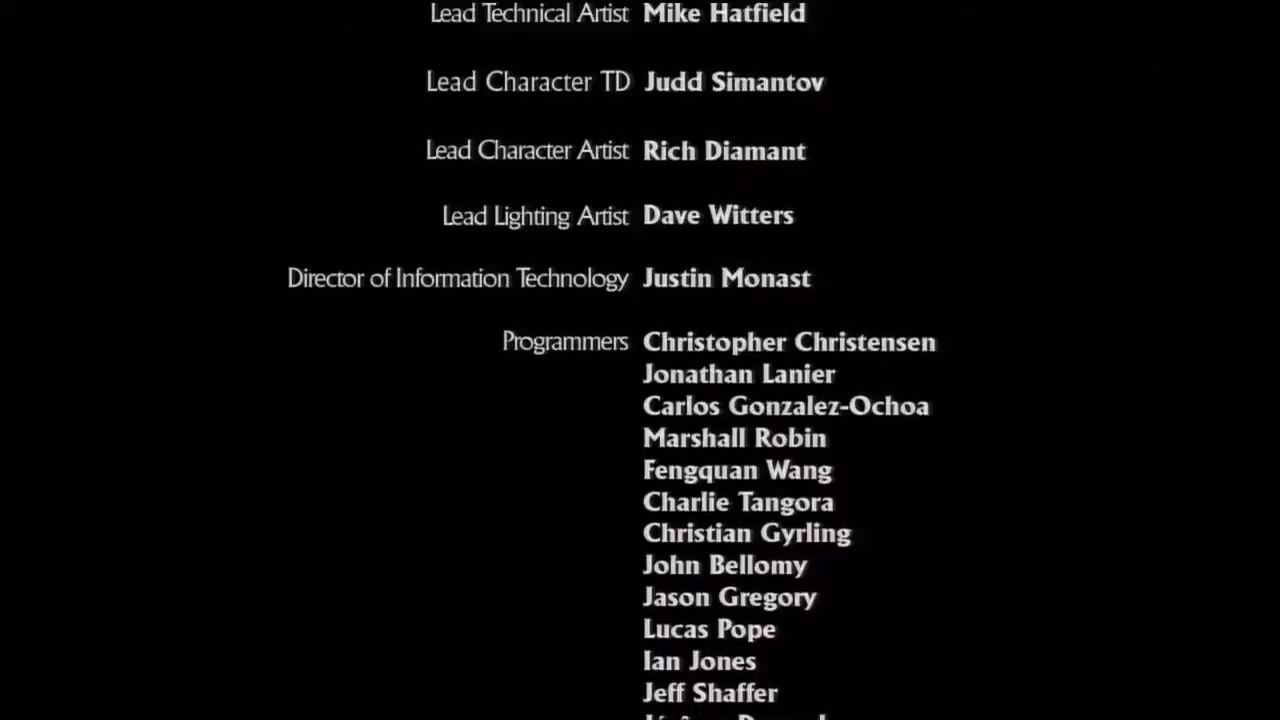 Lead Technical Artist Mike Hatfield
Lead Character TD Judd Simantov
Lead Character Artist Rich Diamant
Lead Lighting Artist Dave Witters
Director of Information Technology Justin Monast
Programmers Christopher Christensen
Jonathan Lanier
Carlos Gonzalez-Ochoa
Marshall Robin
Fengquan Wang
Charlie Tangora
Christian Gyrling
John Bellomy
Jason Gregory
Lucas Pope
Ian Jones
Jeff Shaffer